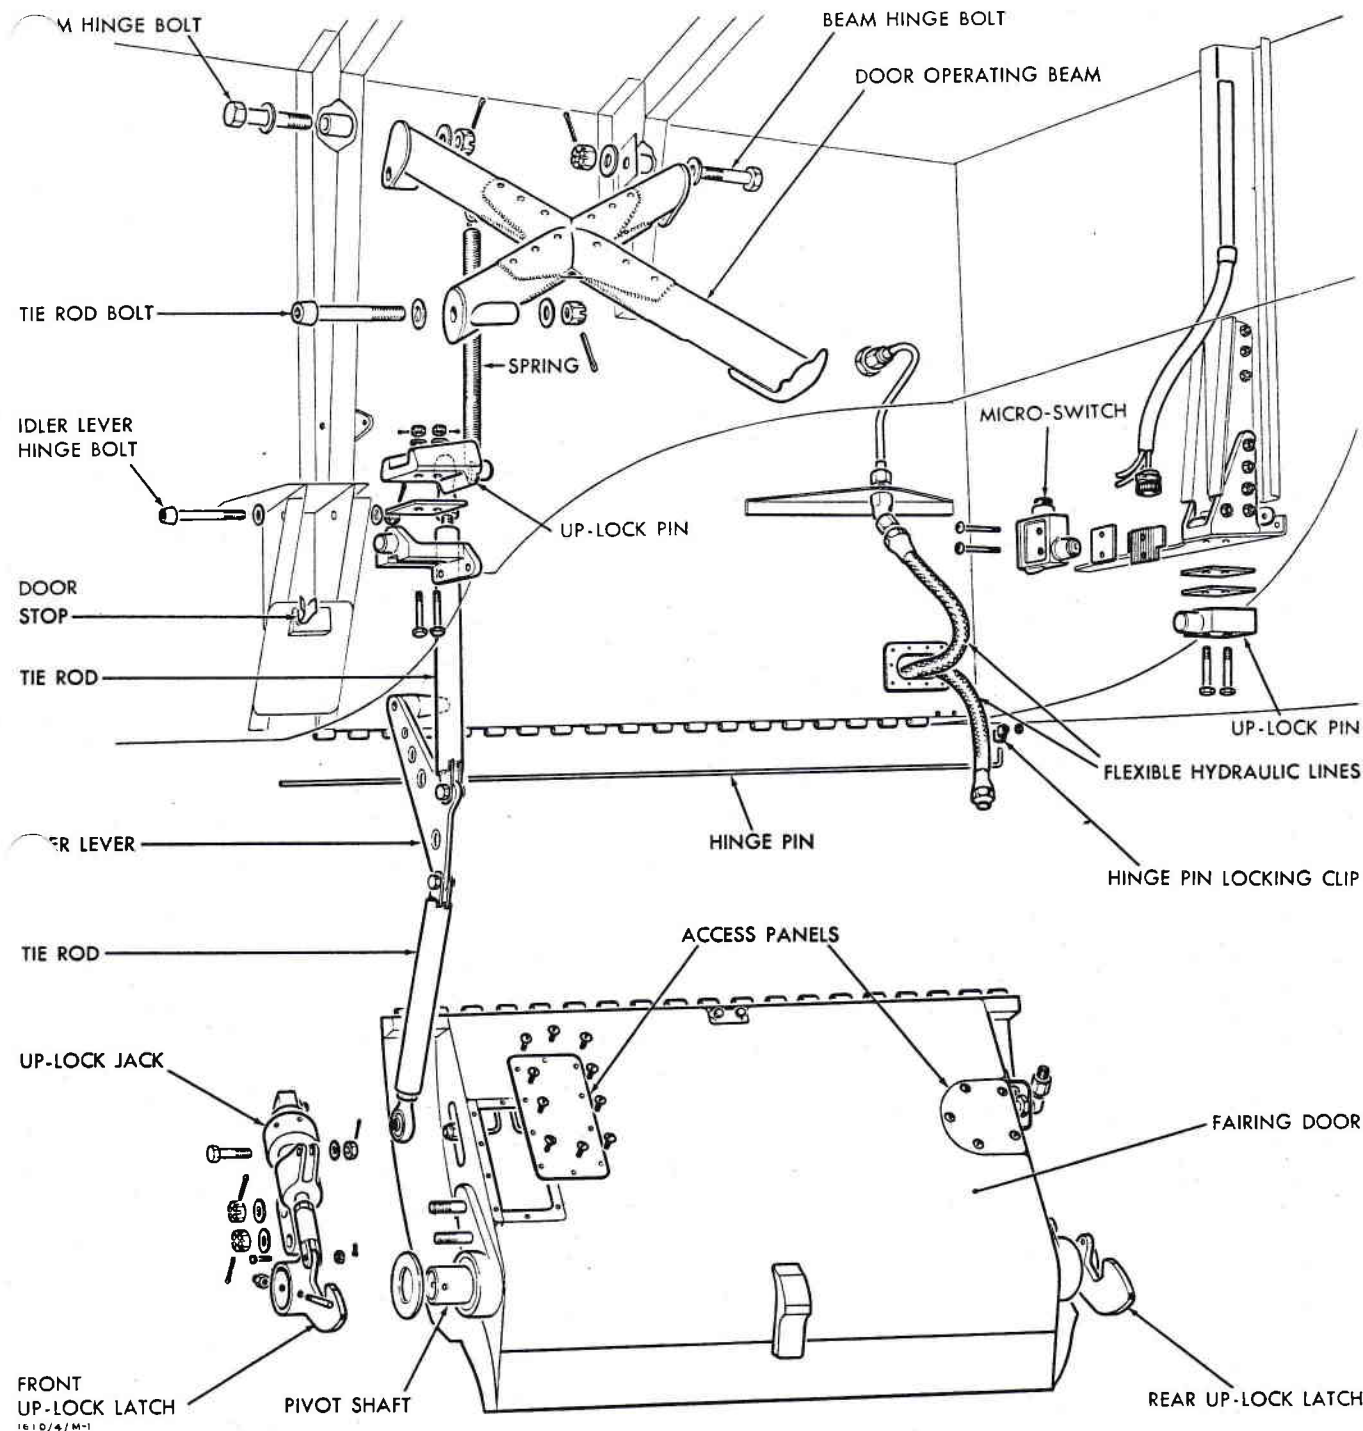 M HINGE BOLT
BEAM HINGE BOLT
DOOR OPERATING BEAM
TIE ROD BOLT
SPRING
IDLER LEVER
HINGE BOLT
MICRO-SWITCH
UP-LOCK PIN
DOOR
STOP
TIE ROD
UP-LOCK PIN
FLEXIBLE HYDRAULIC LINES
HINGE PIN
ER LEVER
HINGE PIN LOCKING CLIP
ACCESS PANELS
TIE ROD
UP-LOCK JACK
FAIRING DOOR
FRONT
UP-LOCK LATCH
PIVOT SHAFT
REAR UP-LOCK LATCH